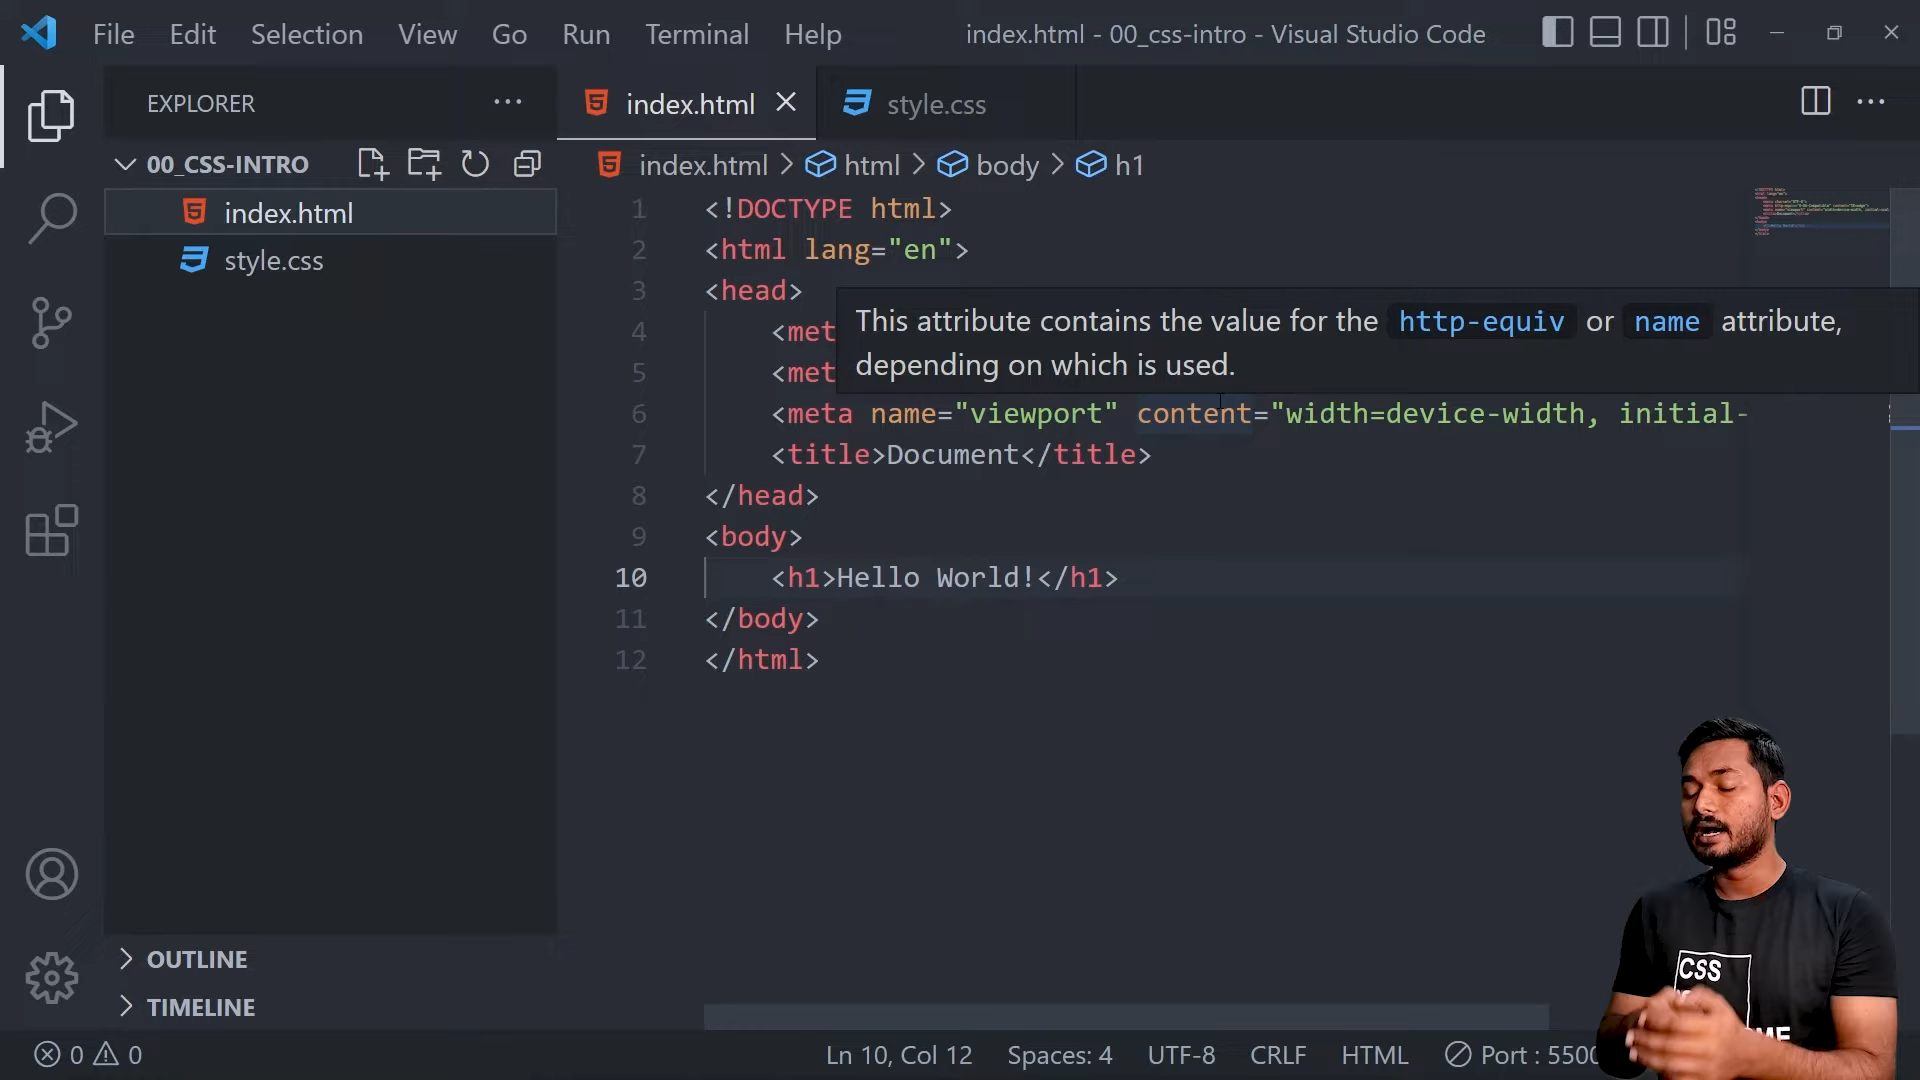 File Edit Selection View Go Run Terminal Help index.html - 00_css-intro - Visual Studio Code
EXPLORER
index.html
style.css
00_CSS-INTRO
index.html > html > body > h1
index.html
style.css
1 <!DOCTYPE html>
2 <html lang="en">
3 <head>
This attribute contains the value for the http-equiv or name attribute,
depending on which is used.
4 <met
5 <met
6 <meta name="viewport" content="width=device-width, initial-
7 <title>Document</title>
8 </head>
9 <body>
10 <h1>Hello World!</h1>
11 </body>
12 </html>
OUTLINE
TIMELINE
0 0
Ln 10, Col 12 Spaces: 4 UTF-8 CRLF HTML Port : 5500
CSS